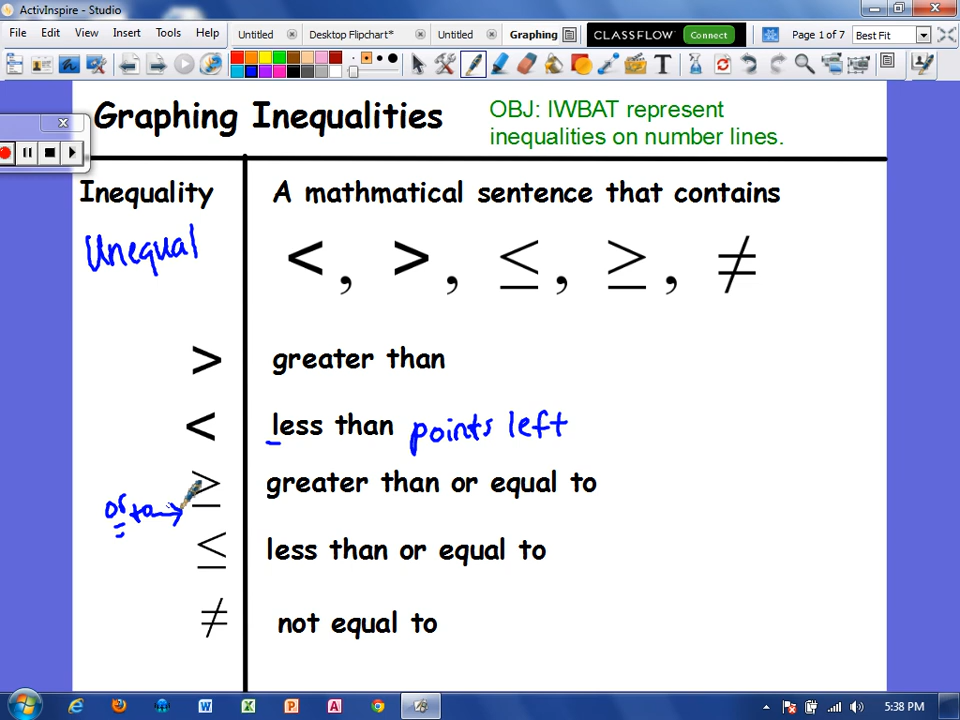 ActivInspire - Studio
File Edit View Insert Tools Help Untitled Desktop Flipchart* Untitled Graphing CLASSFLOW Connect Page 1 of 7 Best Fit
Graphing Inequalities
OBJ: IWBAT represent
inequalities on number lines.
Inequality A mathmatical sentence that contains
Unequal <, >, ≤, ≥, ≠
> greater than
< less than points left
≥ greater than or equal to
or =
≤ less than or equal to
≠ not equal to
5:38 PM